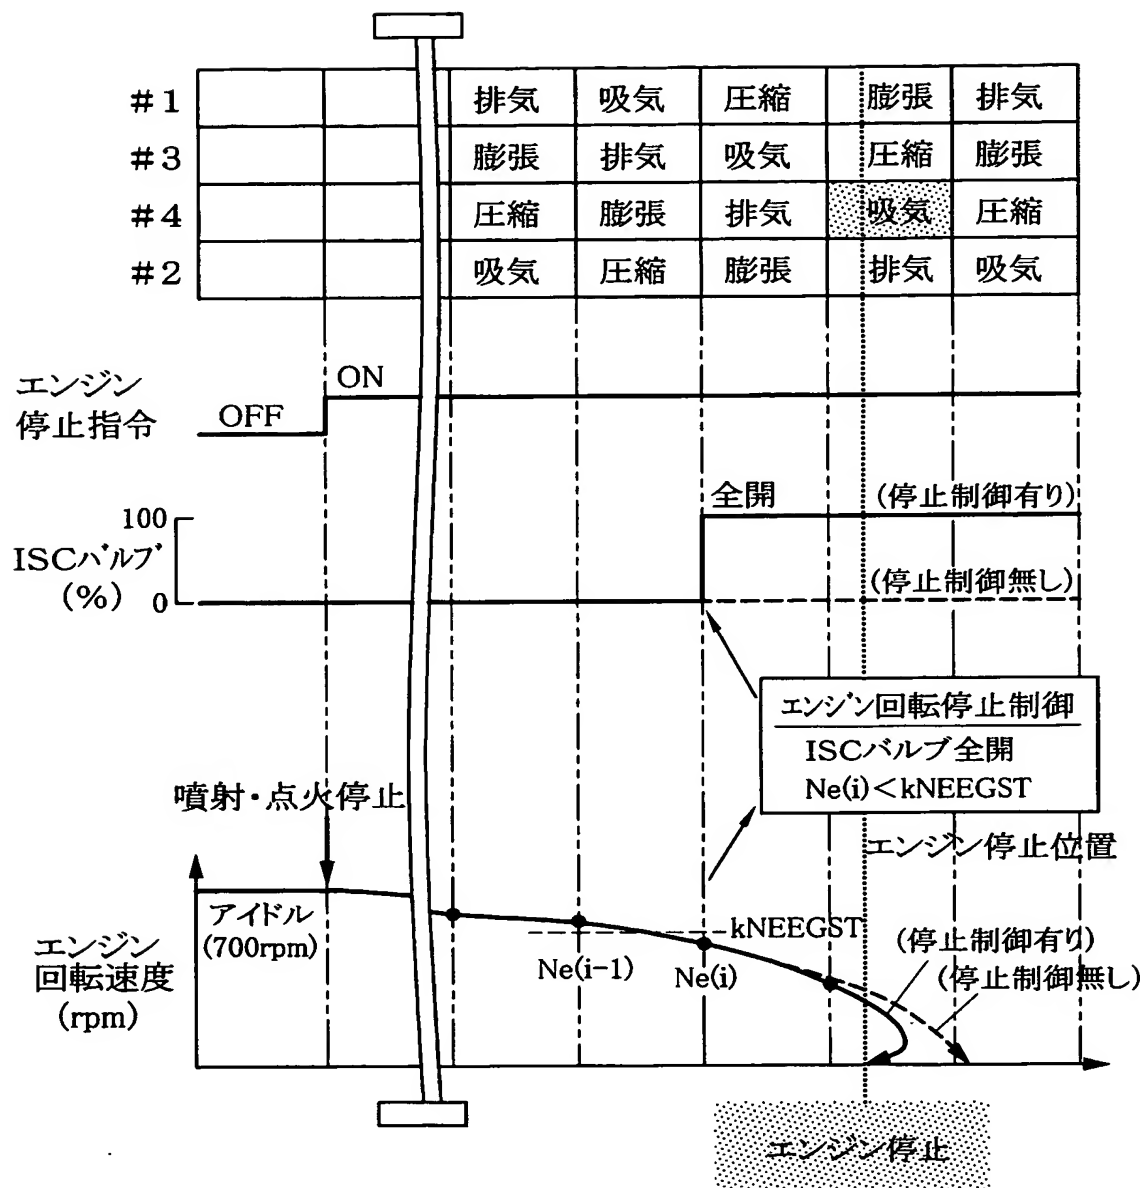 #1 排気 吸気 圧縮 膨張 排気
#3 膨張 排気 吸気 圧縮 膨張
#4 圧縮 膨張 排気 吸気 圧縮
#2 吸気 圧縮 膨張 排気 吸気
エンジン
停止指令
OFF
ON
ISCバルブ
(%)
100
0
全開
(停止制御有り)
(停止制御無し)
エンジン回転停止制御
ISCバルブ全開
Ne(i)<kNEEGST
噴射・点火停止
エンジン停止位置
エンジン
回転速度
(rpm)
アイドル
(700rpm)
kNEEGST
Ne(i-1)
Ne(i)
(停止制御有り)
(停止制御無し)
エンジン停止